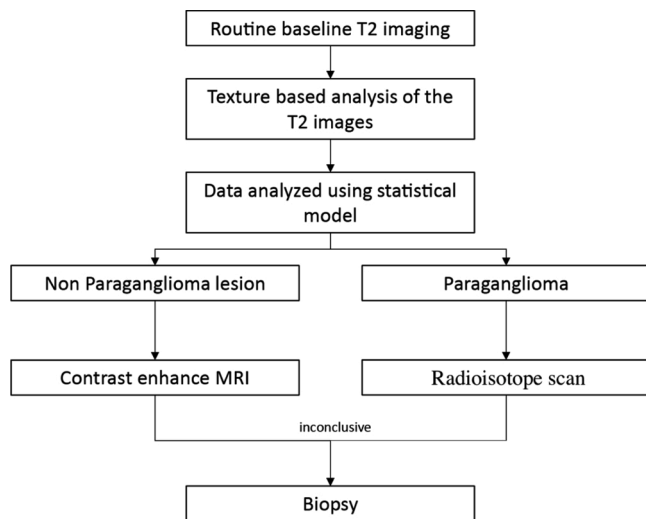 Routine baseline T2 imaging
Texture based analysis of the
T2 images
Data analyzed using statistical
model
Non Paraganglioma lesion
Paraganglioma
Contrast enhance MRI
Radioisotope scan
inconclusive
Biopsy